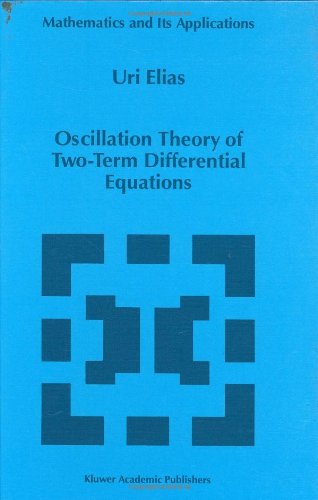 Mathematics and Its Applications
Uri Elias
Oscillation Theory of
Two-Term Differential
Equations
Kluwer Academic Publishers